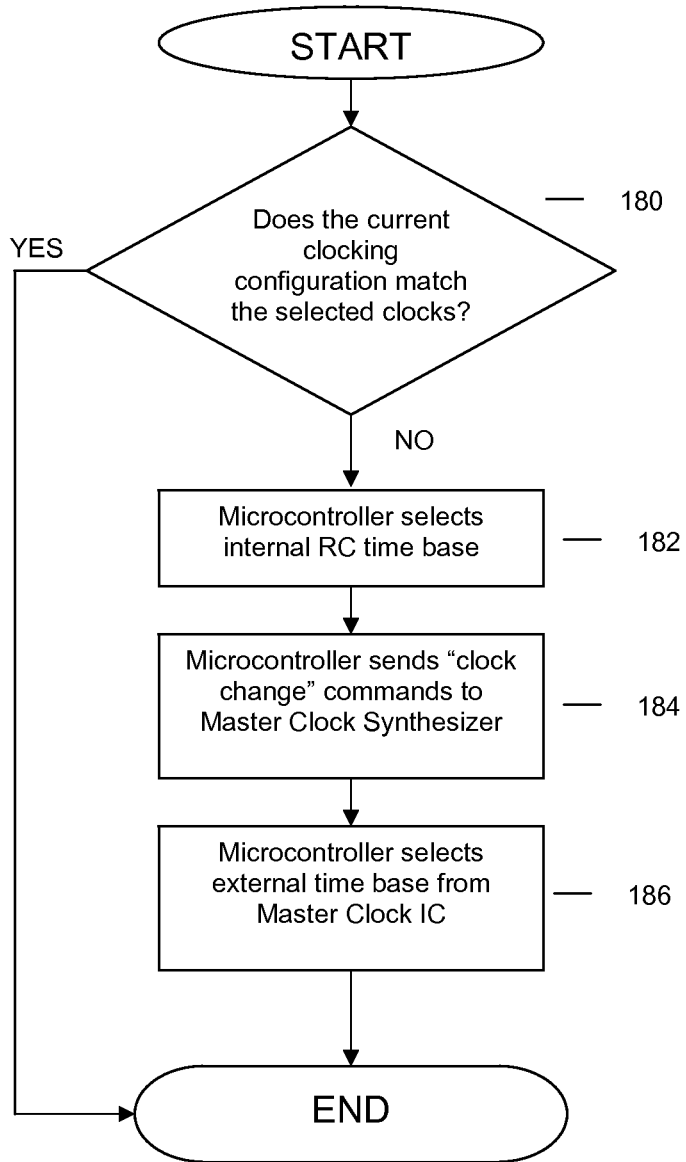 START
Does the current
clocking
configuration match
the selected clocks?
180
YES
NO
Microcontroller selects
internal RC time base
182
Microcontroller sends “clock
change” commands to
Master Clock Synthesizer
184
Microcontroller selects
external time base from
Master Clock IC
186
END